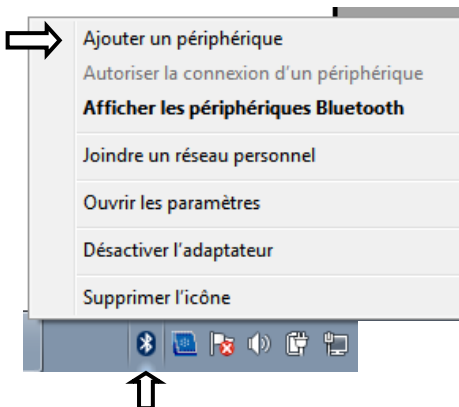 Ajouter un périphérique
Autoriser la connexion d'un périphérique
Afficher les périphériques Bluetooth
Joindre un réseau personnel
Ouvrir les paramètres
Désactiver l'adaptateur
Supprimer l'icône